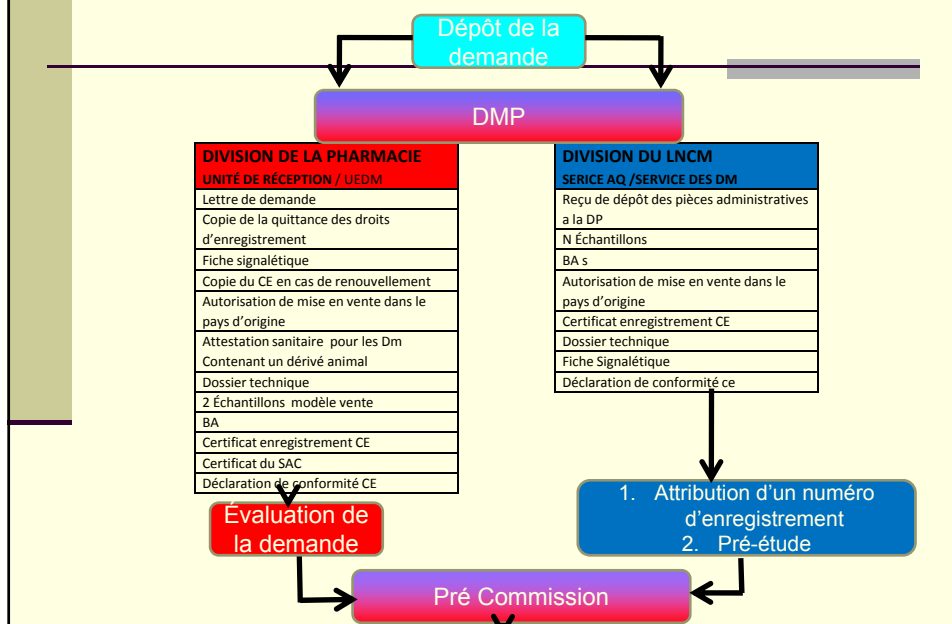 Dépôt de la
demande
DMP
DIVISION DE LA PHARMACIE
UNITÉ DE RÉCEPTION / UEDM
Lettre de demande
Copie de la quittance des droits
d'enregistrement
Fiche signalétique
Copie du CE en cas de renouvellement
Autorisation de mise en vente dans le
pays d'origine
Attestation sanitaire pour les Dm
Contenant un dérivé animal
Dossier technique
2 Échantillons modèle vente
BA
Certificat enregistrement CE
Certificat du SAC
Déclaration de conformité CE
DIVISION DU LNCM
SERICE AQ /SERVICE DES DM
Reçu de dépôt des pièces administratives
a la DP
N Échantillons
BA s
Autorisation de mise en vente dans le
pays d'origine
Certificat enregistrement CE
Dossier technique
Fiche Signalétique
Déclaration de conformité ce
Évaluation de
la demande
1. Attribution d'un numéro
d'enregistrement
2. Pré-étude
Pré Commission